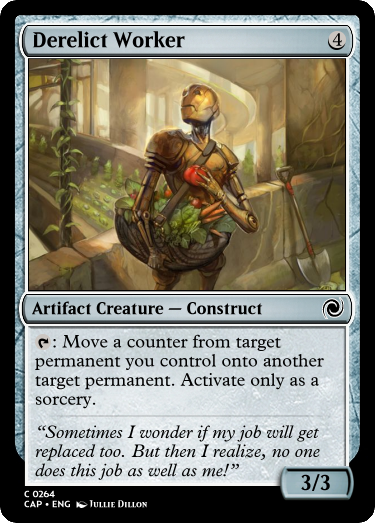 Derelict Worker
4
Artifact Creature — Construct
: Move a counter from target
permanent you control onto another
target permanent. Activate only as a
sorcery.
“Sometimes I wonder if my job will get
replaced too. But then I realize, no one
does this job as well as me!”
3/3
C 0264
CAP • ENG Jullie Dillon